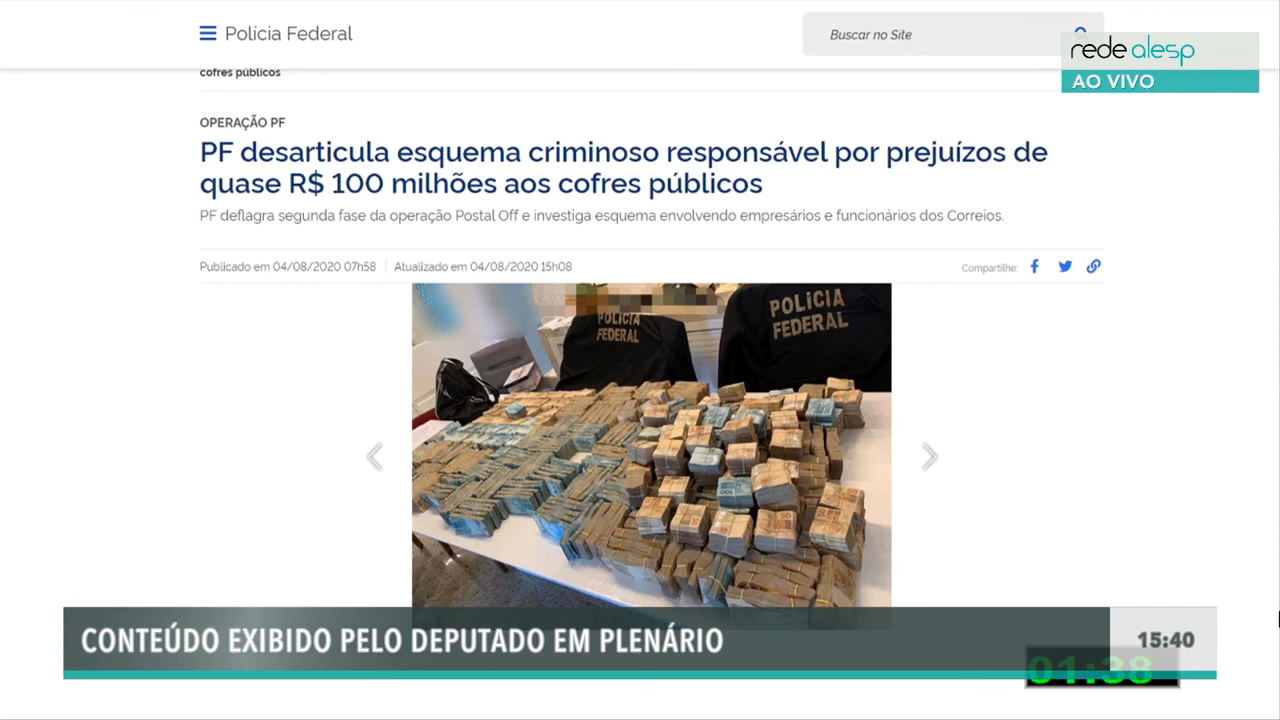 Polícia Federal
Buscar no Site
rede alesp
AO VIVO
cofres públicos
OPERAÇÃO PF
PF desarticula esquema criminoso responsável por prejuízos de
quase R$ 100 milhões aos cofres públicos
PF deflagra segunda fase da operação Postal Off e investiga esquema envolvendo empresários e funcionários dos Correios.
Publicado em 04/08/2020 07h58 Atualizado em 04/08/2020 15h08
Compartilhe:
POLÍCIA
FEDERAL
POLÍCIA
FEDERAL
CONTEÚDO EXIBIDO PELO DEPUTADO EM PLENÁRIO
15:40
01:38